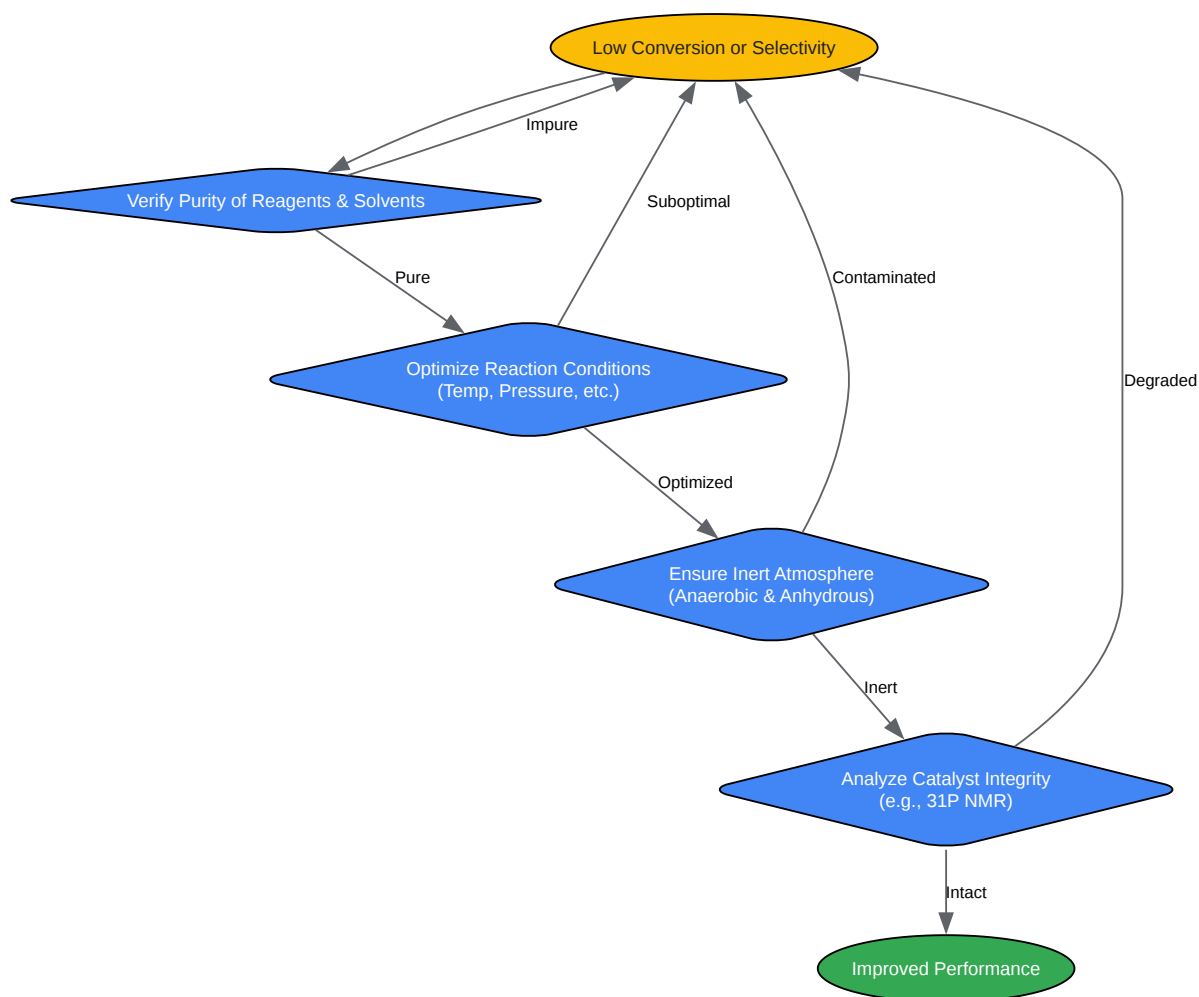 Low Conversion or Selectivity
Impure
Verify Purity of Reagents & Solvents
Suboptimal
Pure
Contaminated
Optimize Reaction Conditions
(Temp, Pressure, etc.)
Degraded
Optimized
Ensure Inert Atmosphere
(Anaerobic & Anhydrous)
Inert
Analyze Catalyst Integrity
(e.g., 31P NMR)
Intact
Improved Performance